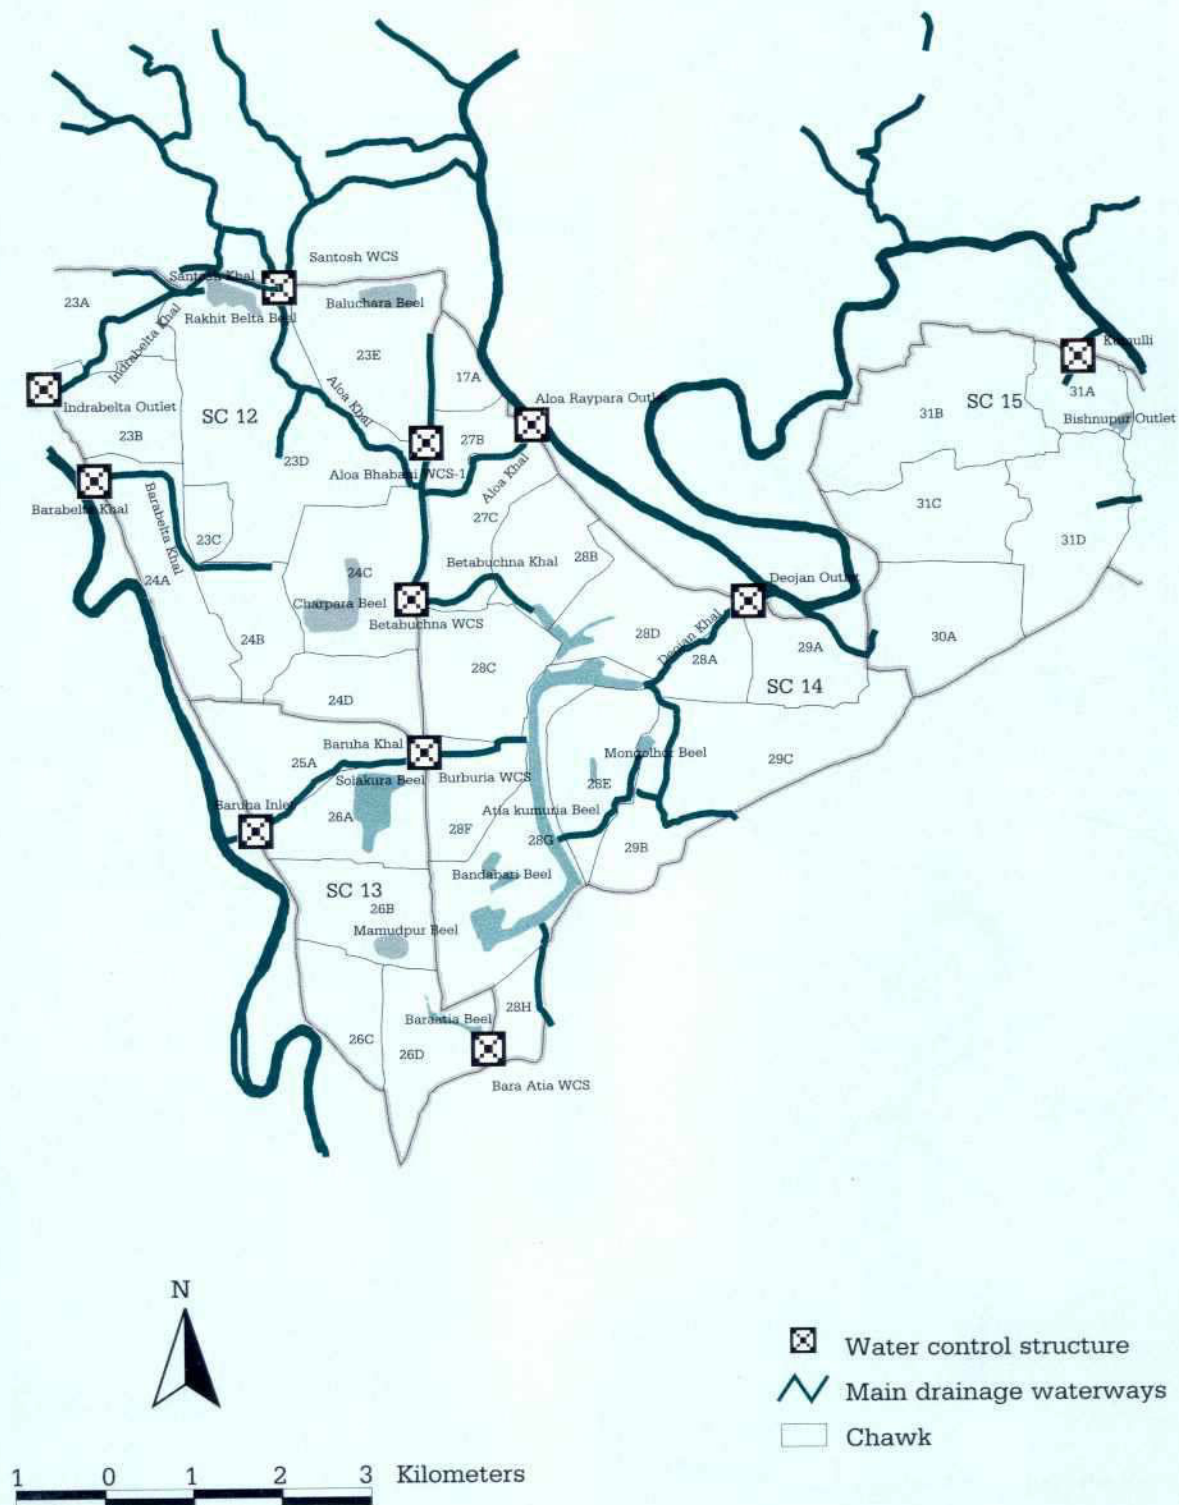 Santosh WCS
Santosh Khal
Baluchara Beel
23A
Rakhit Belta Beel
Indrabelta Khal
23E
17A
Aloa Khal
Aloa Raypara Outlet
Indrabelta Outlet
SC 12
23B
23D
27B
Aloa Bhabani WCS-1
Aloa Khal
Kumulli
31A
SC 15
31B
Bishnupur Outlet
Barabelta Khal
Barabelta Khal
23C
27C
31C
31D
24A
24C
Betabuchna Khal
28B
Charpara Beel
Betabuchna WCS
Deojan Outlet
24B
28D
Deojan Khal
28A
29A
30A
28C
SC 14
24D
Baruha Khal
25A
Solakura Beel
Burburia WCS
Mongolhor Beel
29C
28E
Baruha Inlet
26A
Atia kumuria Beel
28F
28G
29B
Bandabari Beel
SC 13
26B
Mamudpur Beel
28H
Baraatia Beel
26C
26D
Bara Atia WCS
N
Water control structure
Main drainage waterways
Chawk
1 0 1 2 3 Kilometers